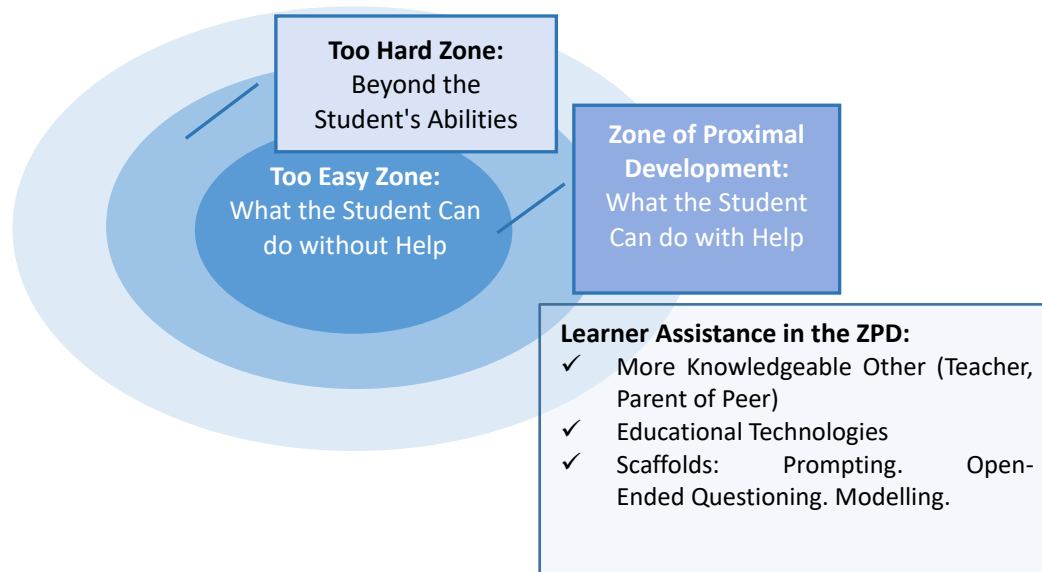 Too Hard Zone:
Beyond the
Student's Abilities
Too Easy Zone:
What the Student Can
do without Help
Zone of Proximal
Development:
What the Student
Can do with Help
Learner Assistance in the ZPD:
✓ More Knowledgeable Other (Teacher,
Parent of Peer)
✓ Educational Technologies
✓ Scaffolds: Prompting. Open-
Ended Questioning. Modelling.